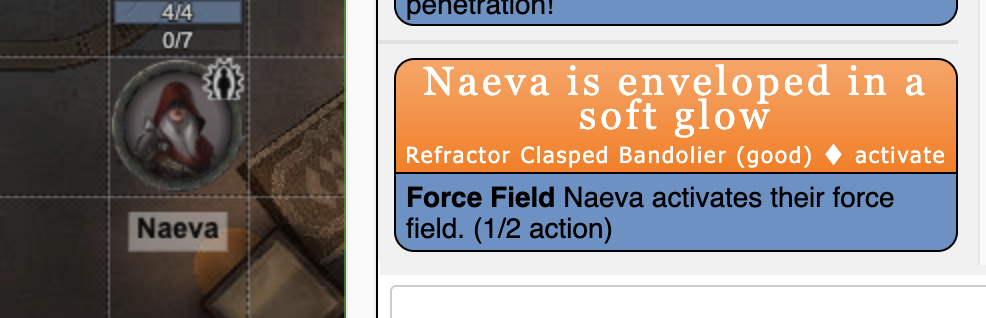 4/4
0/7
Naeva
penetration!
Naeva is enveloped in a
soft glow
Refractor Clasped Bandolier (good) ♦ activate
Force Field Naeva activates their force
field. (1/2 action)